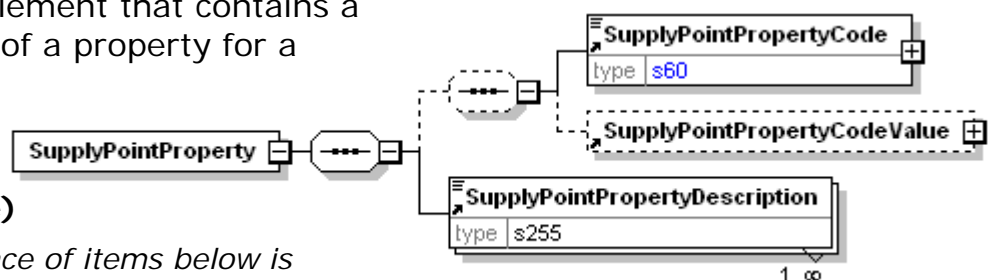 lement that contains a
of a property for a
)
ce of items below is
SupplyPointPropertyCode
type s60
SupplyPointPropertyCodeValue
SupplyPointProperty
SupplyPointPropertyDescription
type s255
1..∞